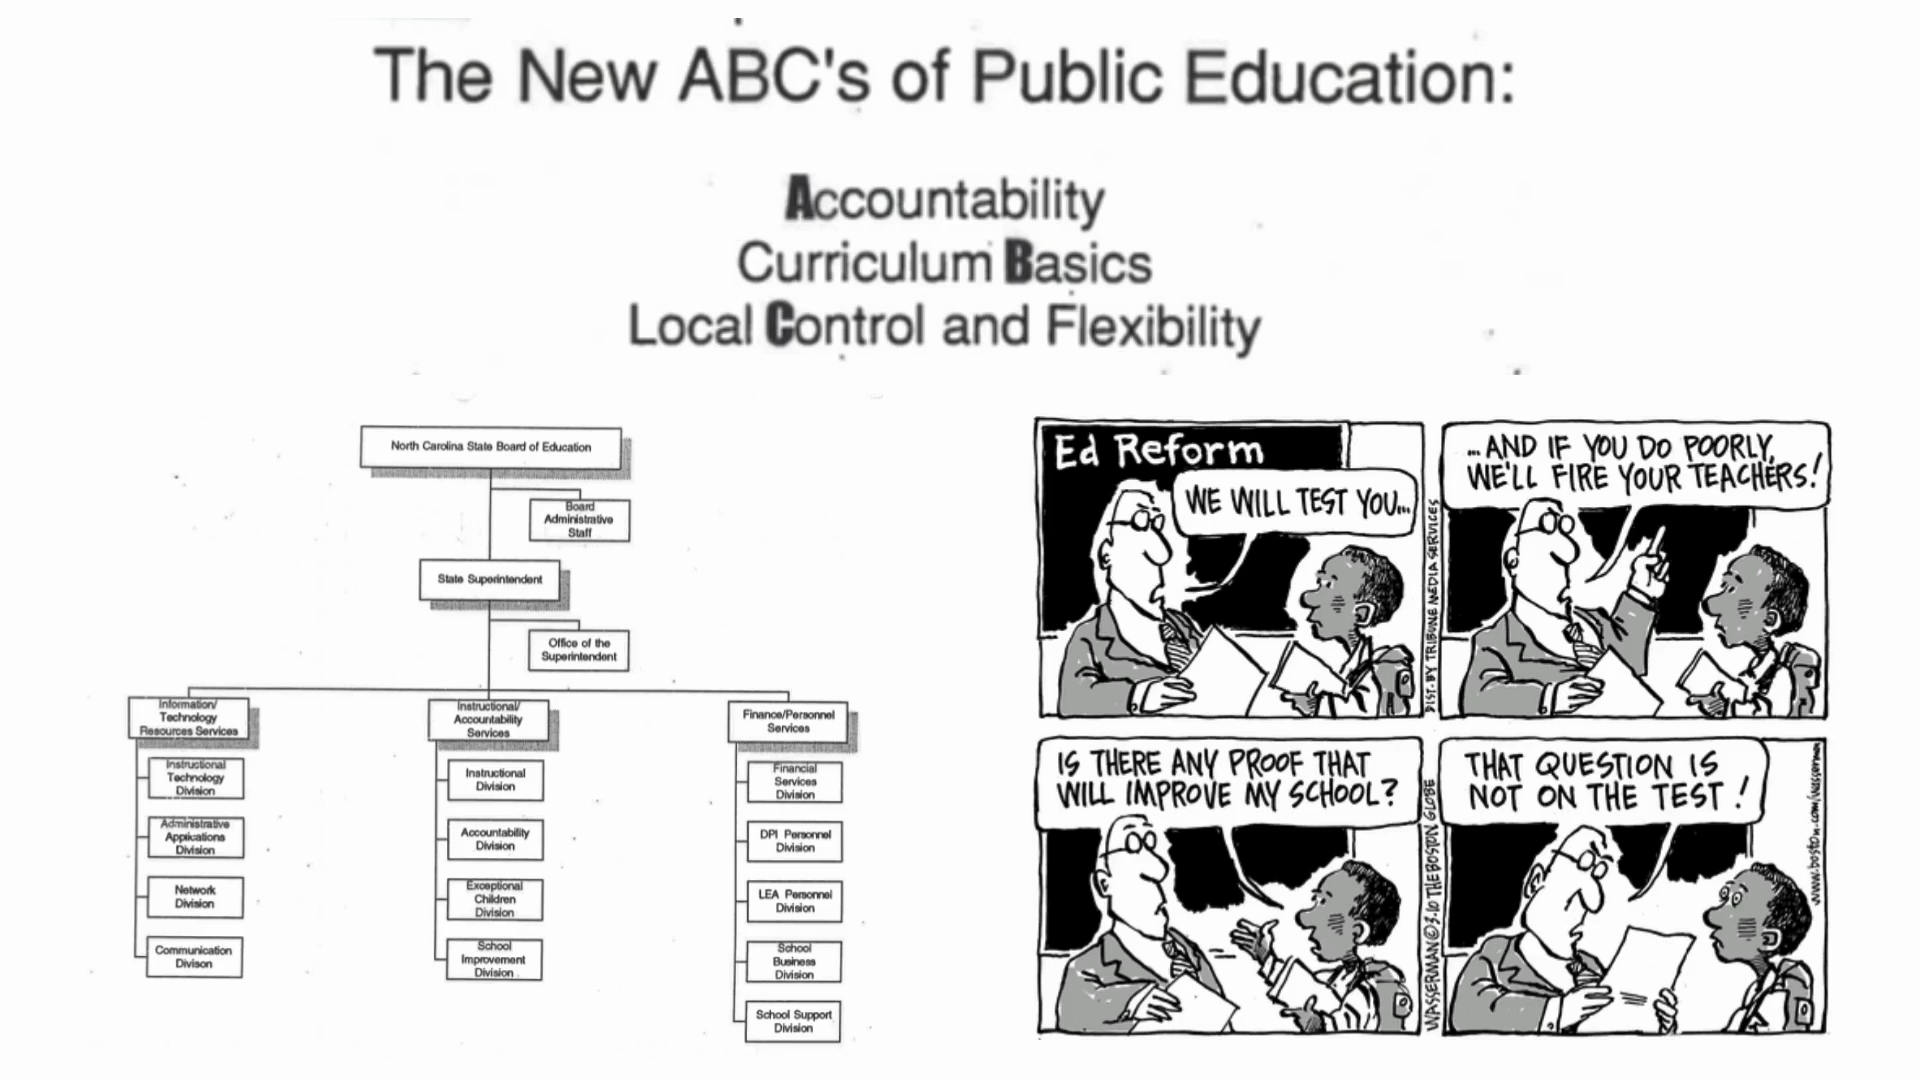 The New ABC's of Public Education:
Accountability
Curriculum Basics
Local Control and Flexibility
North Carolina State Board of Education
Board
Administrative
Staff
State Superintendent
Office of the
Superintendent
Information/
Technology
Resources Services
Instructional
Technology
Division
Administrative
Applications
Division
Network
Division
Communication
Divison
Instructional/
Accountability
Services
Instructional
Division
Accountability
Division
Exceptional
Children
Division
School
Improvement
Division
Finance/Personnel
Services
Financial
Services
Division
DPI Personnel
Division
LEA Personnel
Division
School
Business
Division
School Support
Division
Ed Reform
WE WILL TEST YOU...
DIST. BY TRIBUNE MEDIA SERVICES
...AND IF YOU DO POORLY,
WE'LL FIRE YOUR TEACHERS!
IS THERE ANY PROOF THAT
WILL IMPROVE MY SCHOOL?
WASSERMAN © 3.10 THE BOSTON GLOBE
THAT QUESTION IS
NOT ON THE TEST!
www.boston.com/wasserman